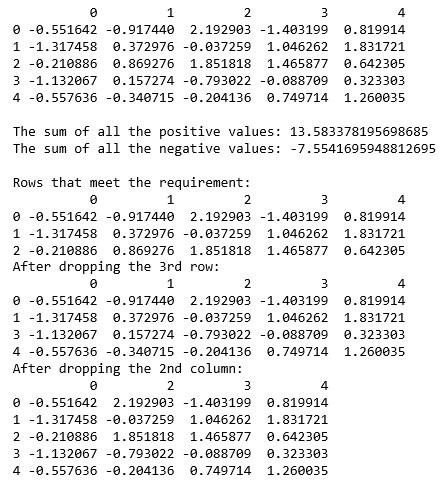 0 1 2 3 4
0 -0.551642 -0.917440 2.192903 -1.403199 0.819914
1 -1.317458 0.372976 -0.037259 1.046262 1.831721
2 -0.210886 0.869276 1.851818 1.465877 0.642305
3 -1.132067 0.157274 -0.793022 -0.088709 0.323303
4 -0.557636 -0.340715 -0.204136 0.749714 1.260035
The sum of all the positive values: 13.583378195698685
The sum of all the negative values: -7.5541695948812695
Rows that meet the requirement:
0 1 2 3 4
0 -0.551642 -0.917440 2.192903 -1.403199 0.819914
1 -1.317458 0.372976 -0.037259 1.046262 1.831721
2 -0.210886 0.869276 1.851818 1.465877 0.642305
After dropping the 3rd row:
0 1 2 3 4
0 -0.551642 -0.917440 2.192903 -1.403199 0.819914
1 -1.317458 0.372976 -0.037259 1.046262 1.831721
3 -1.132067 0.157274 -0.793022 -0.088709 0.323303
4 -0.557636 -0.340715 -0.204136 0.749714 1.260035
After dropping the 2nd column:
0 2 3 4
0 -0.551642 2.192903 -1.403199 0.819914
1 -1.317458 -0.037259 1.046262 1.831721
2 -0.210886 1.851818 1.465877 0.642305
3 -1.132067 -0.793022 -0.088709 0.323303
4 -0.557636 -0.204136 0.749714 1.260035